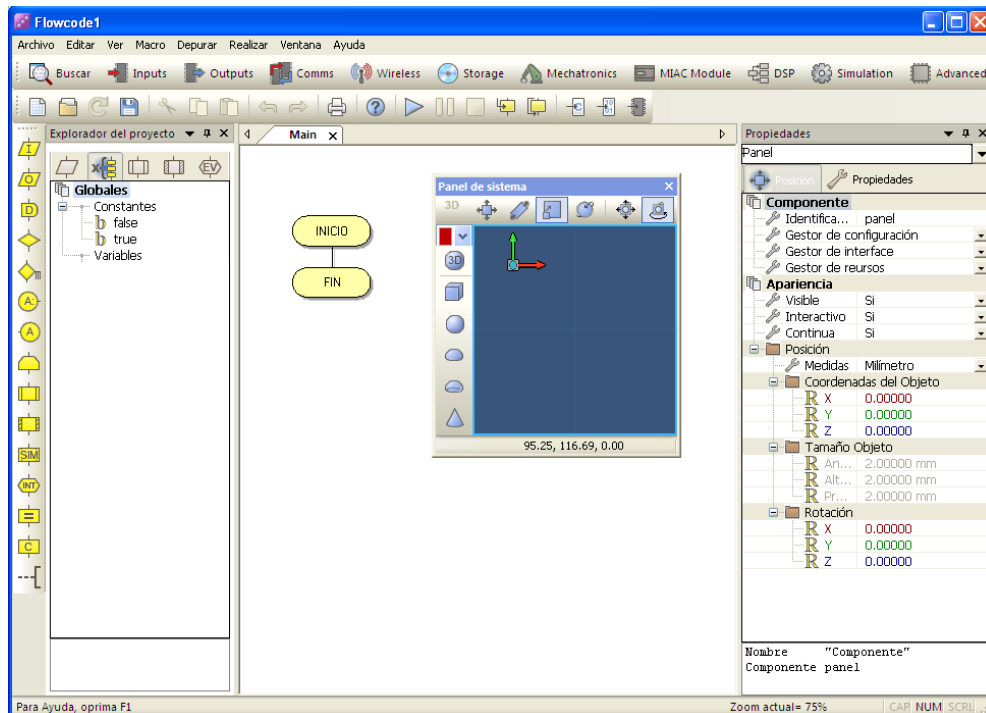 Flowcode1
Archivo Editar Ver Macro Depurar Realizar Ventana Ayuda
Buscar Inputs Outputs Comms Wireless Storage Mechatronics MIAC Module DSP Simulation Advanced
Explorador del proyecto
Main
Propiedades
Panel
Posición Propiedades
EV
Globales
Constantes
false
true
Variables
I
O
D
A:
A
SIM
INT
C
INICIO
FIN
Panel de sistema
3D
3D
95.25, 116.69, 0.00
Componente
Identifica... panel
Gestor de configuración
Gestor de interface
Gestor de reursos
Apariencia
Visible Si
Interactivo Si
Continua Si
Posición
Medidas Milímetro
Coordenadas del Objeto
R X 0.00000
R Y 0.00000
R Z 0.00000
Tamaño Objeto
R An... 2.00000 mm
R Alt... 2.00000 mm
R Pr... 2.00000 mm
Rotación
R X 0.00000
R Y 0.00000
R Z 0.00000
Nombre "Componente"
Componente panel
Para Ayuda, oprima F1
Zoom actual= 75%
CAP NUM SCRL